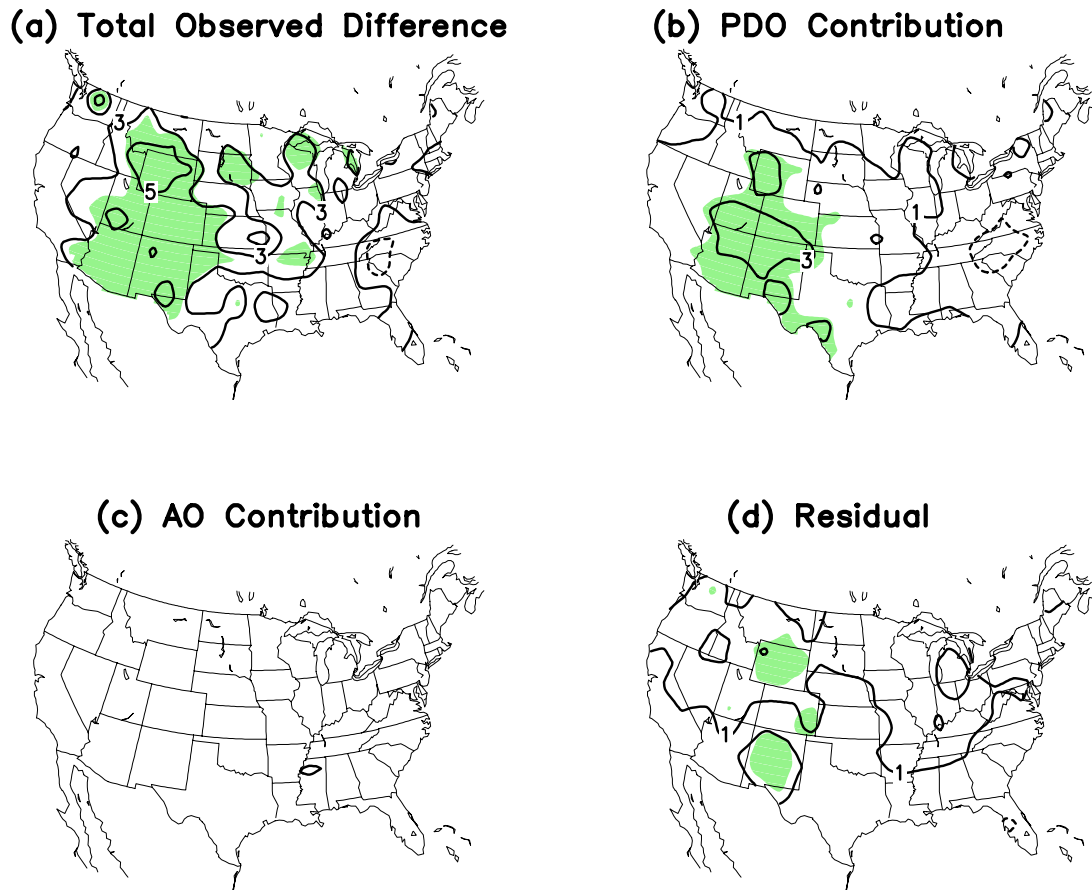 (a) Total Observed Difference
(b) PDO Contribution
3
1
5
3
3
1
3
(c) AO Contribution
(d) Residual
1
1